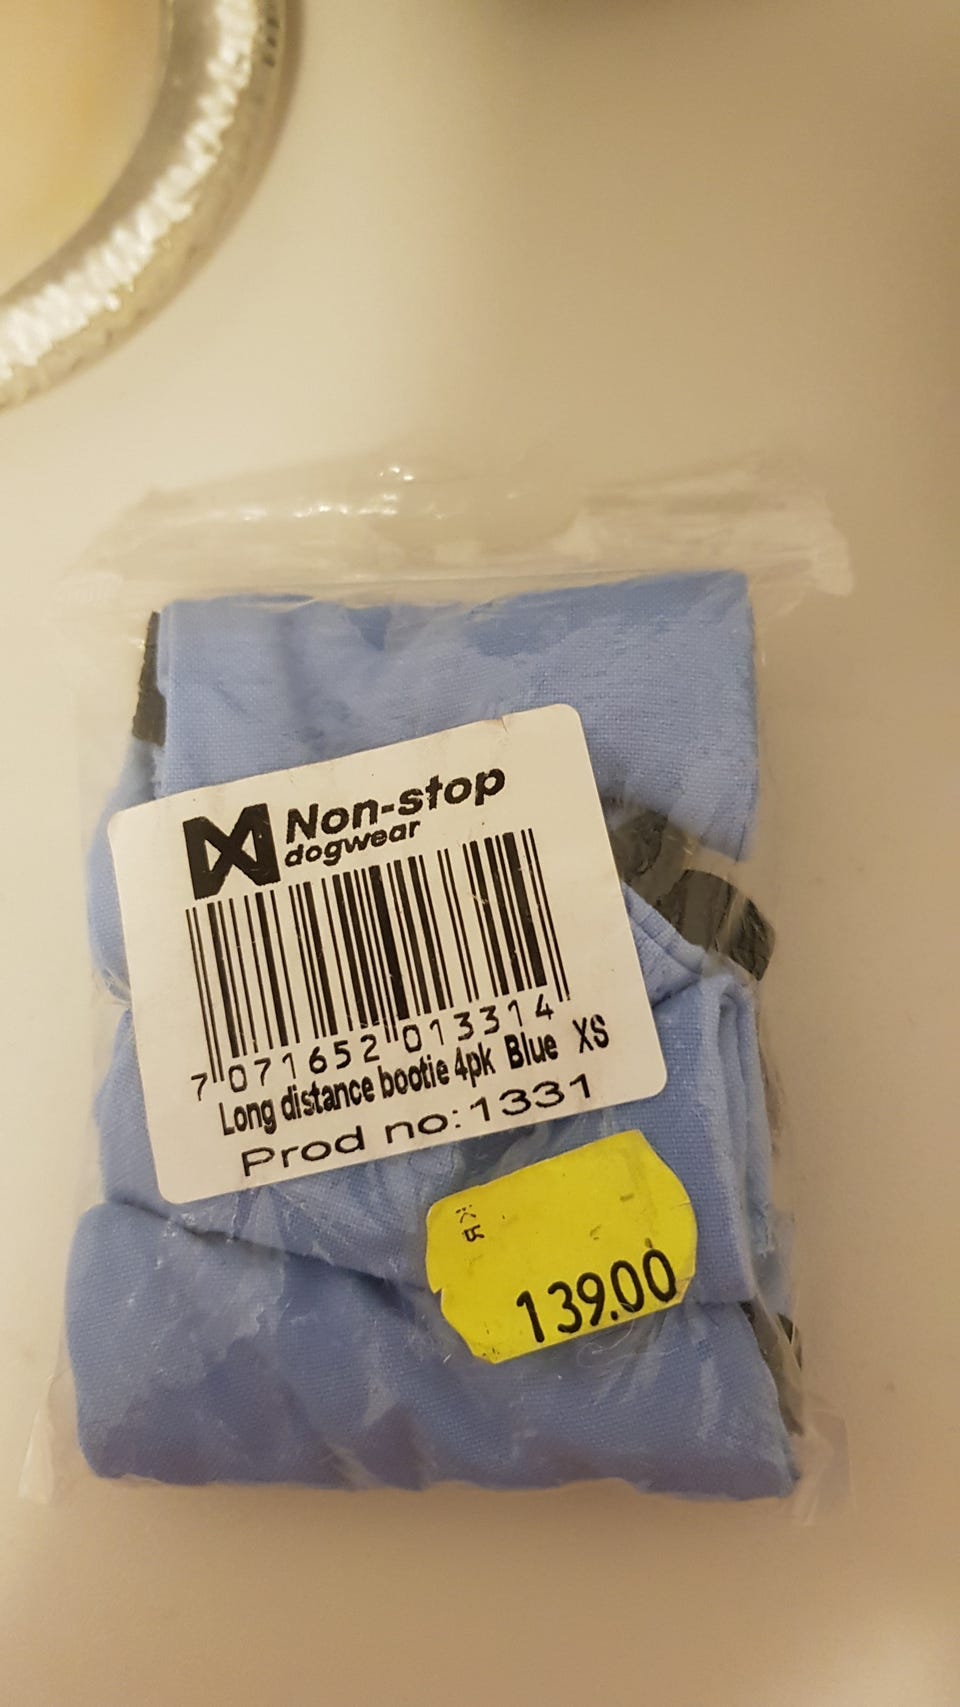 Non-stop
dogwear
7 071652 013314
Long distance bootie 4pk Blue XS
Prod no:1331
139.00